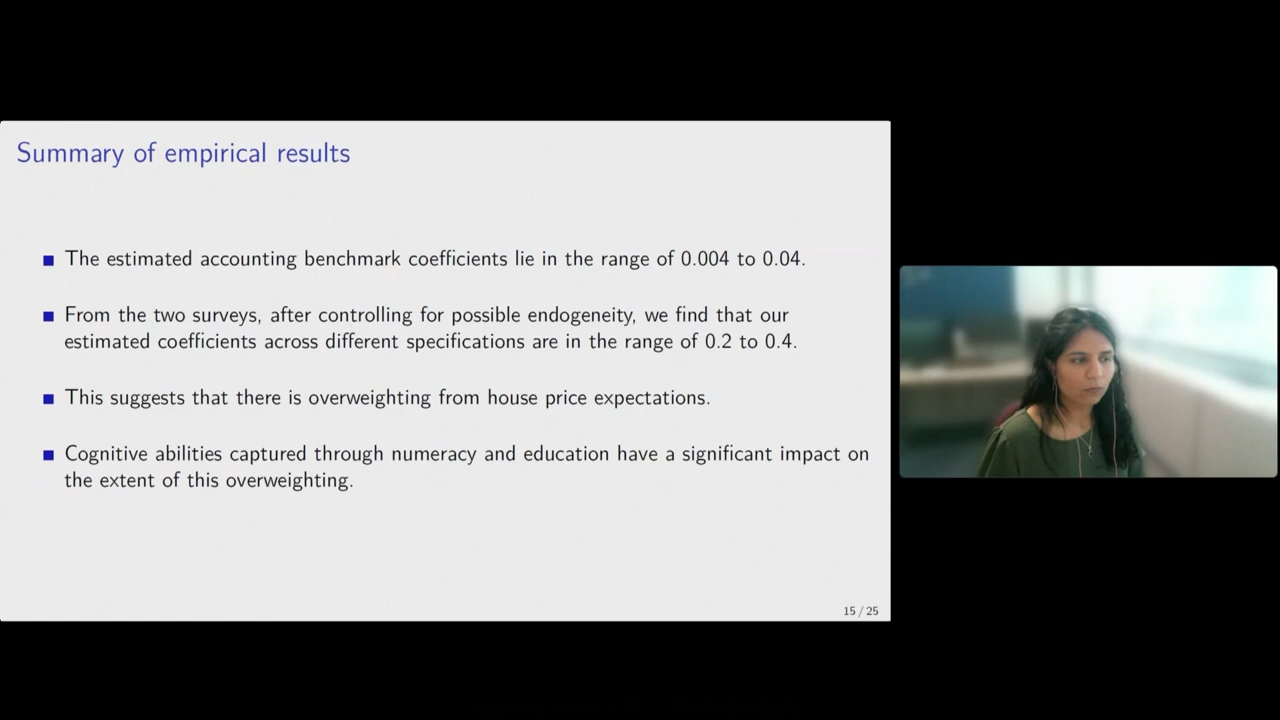 Summary of empirical results
The estimated accounting benchmark coefficients lie in the range of 0.004 to 0.04.
From the two surveys, after controlling for possible endogeneity, we find that our
estimated coefficients across different specifications are in the range of 0.2 to 0.4.
This suggests that there is overweighting from house price expectations.
Cognitive abilities captured through numeracy and education have a significant impact on
the extent of this overweighting.
15 / 25